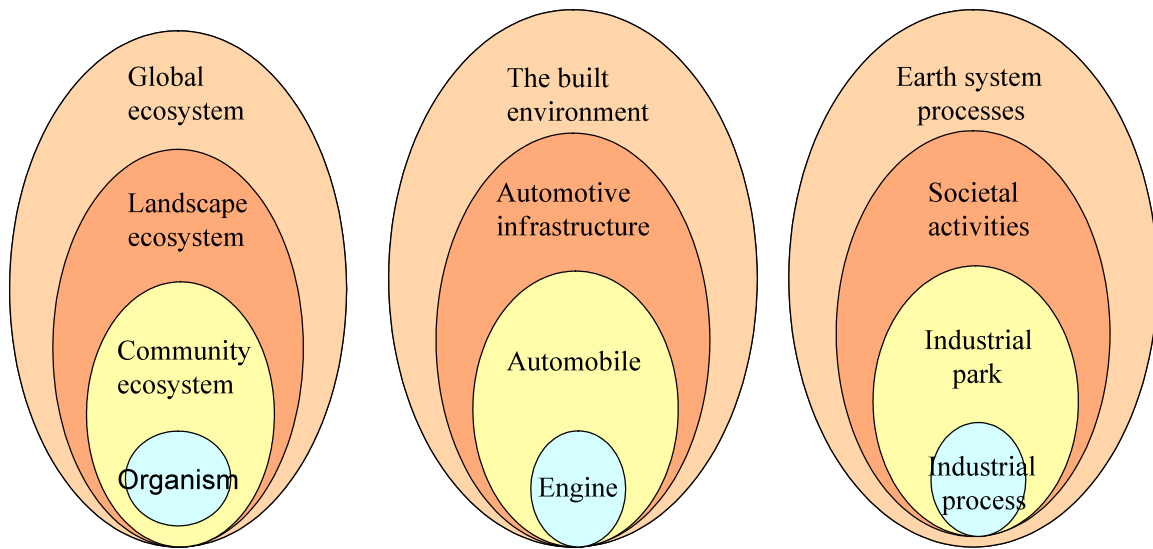 Global
ecosystem
Landscape
ecosystem
Community
ecosystem
Organism
The built
environment
Automotive
infrastructure
Automobile
Engine
Earth system
processes
Societal
activities
Industrial
park
Industrial
process